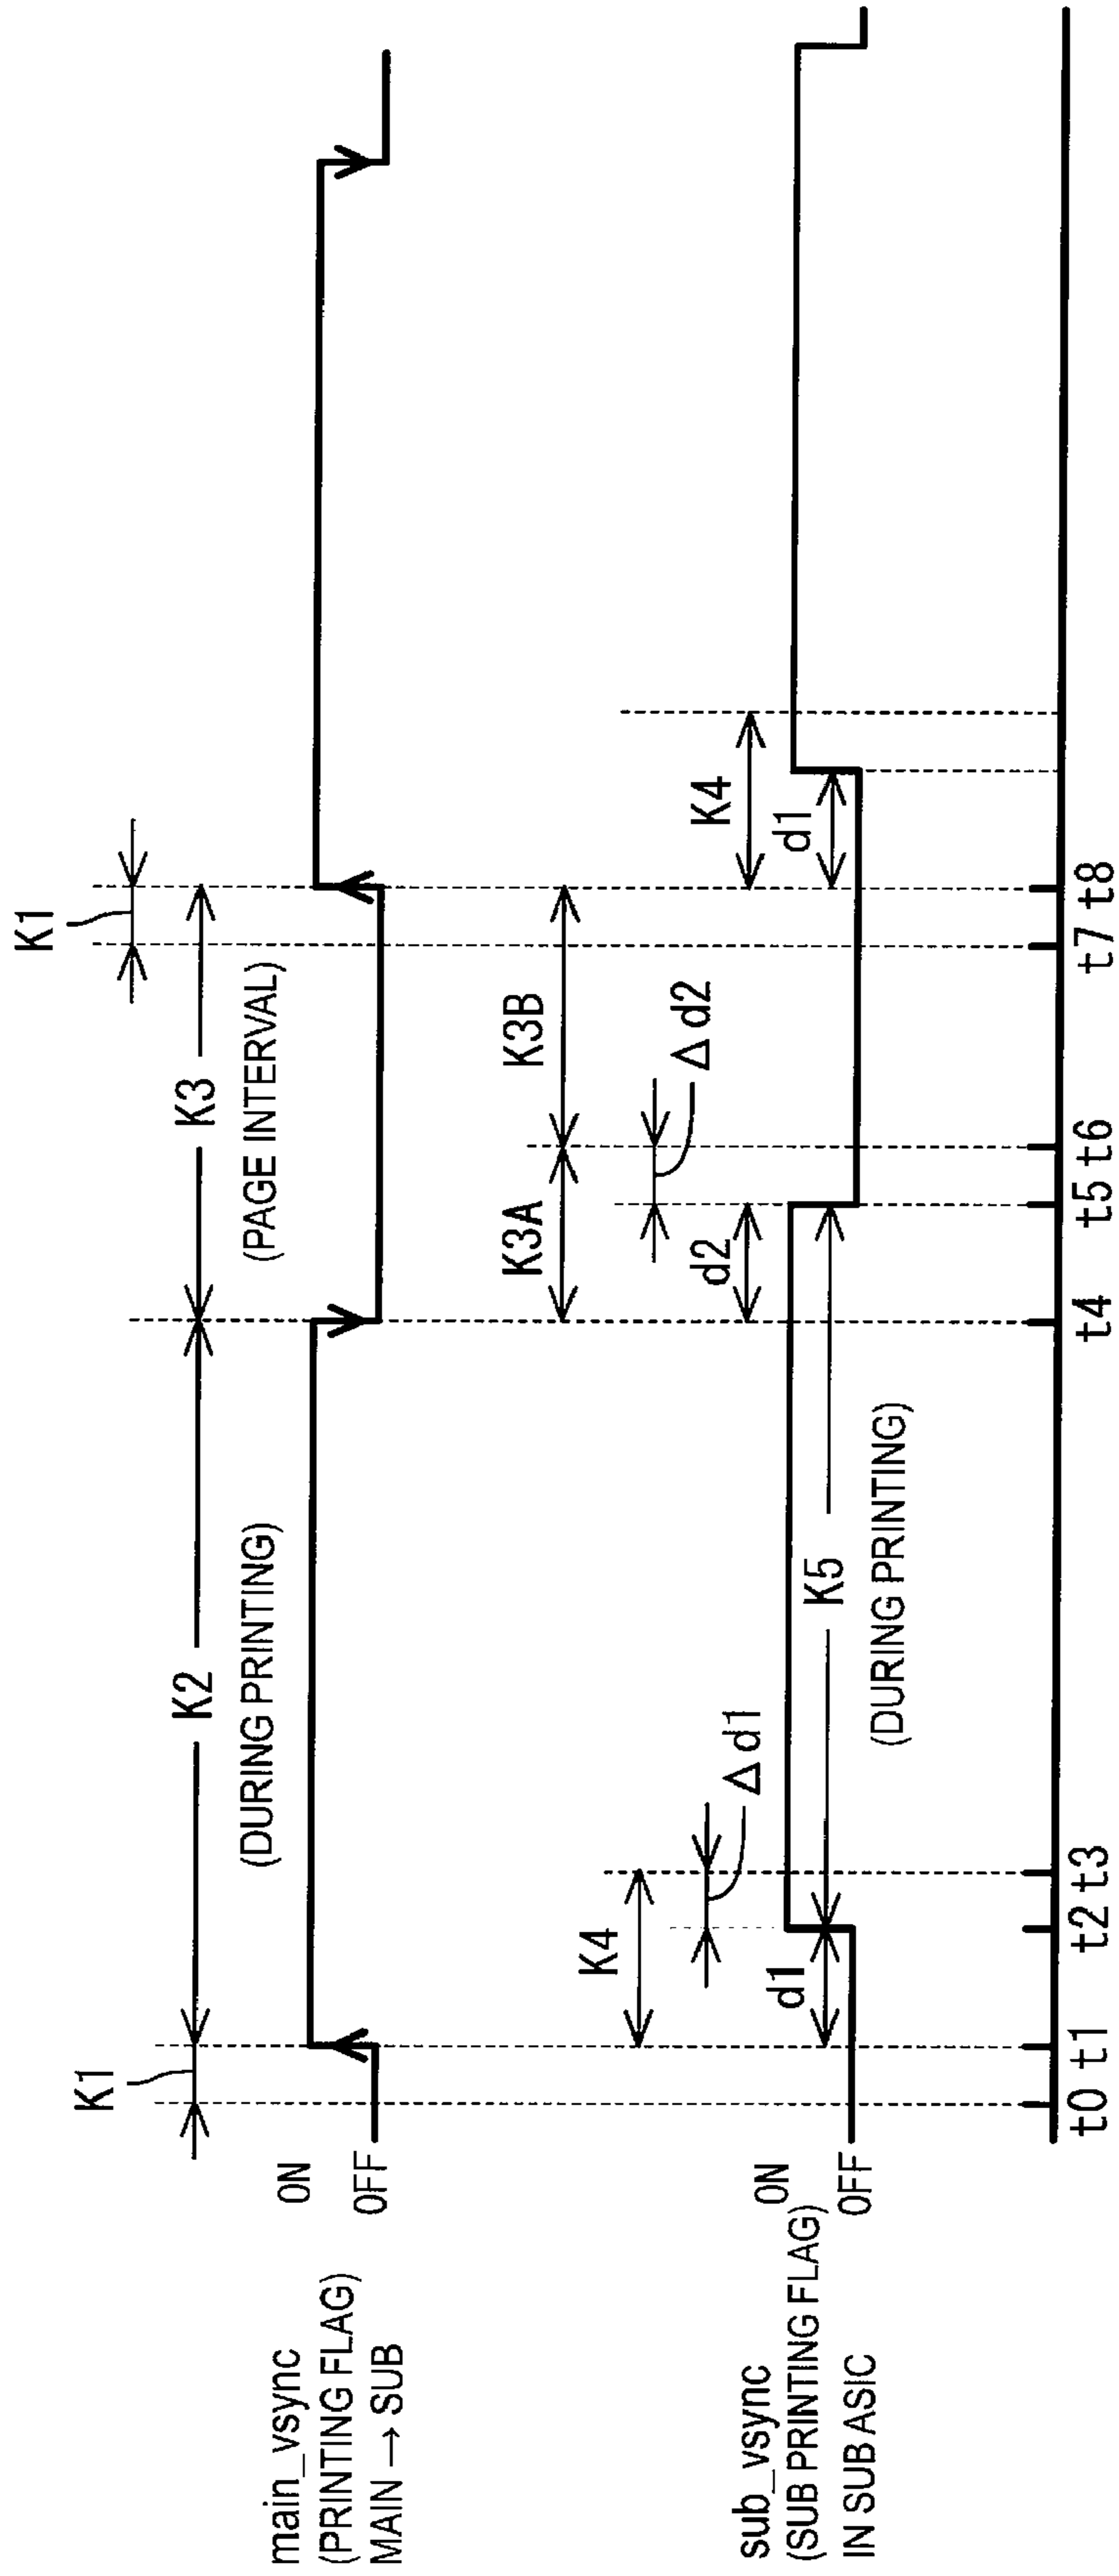 main_vsync
(PRINTING FLAG)
MAIN → SUB
ON
OFF
K1
K2
(DURING PRINTING)
K3
(PAGE INTERVAL)
K1
K3A
K3B
K4
Δd1
d2
Δd2
K4
sub_vsync
(SUB PRINTING FLAG)
IN SUB ASIC
ON
OFF
d1
K5
(DURING PRINTING)
d1
t0 t1 t2 t3 t4 t5 t6 t7 t8